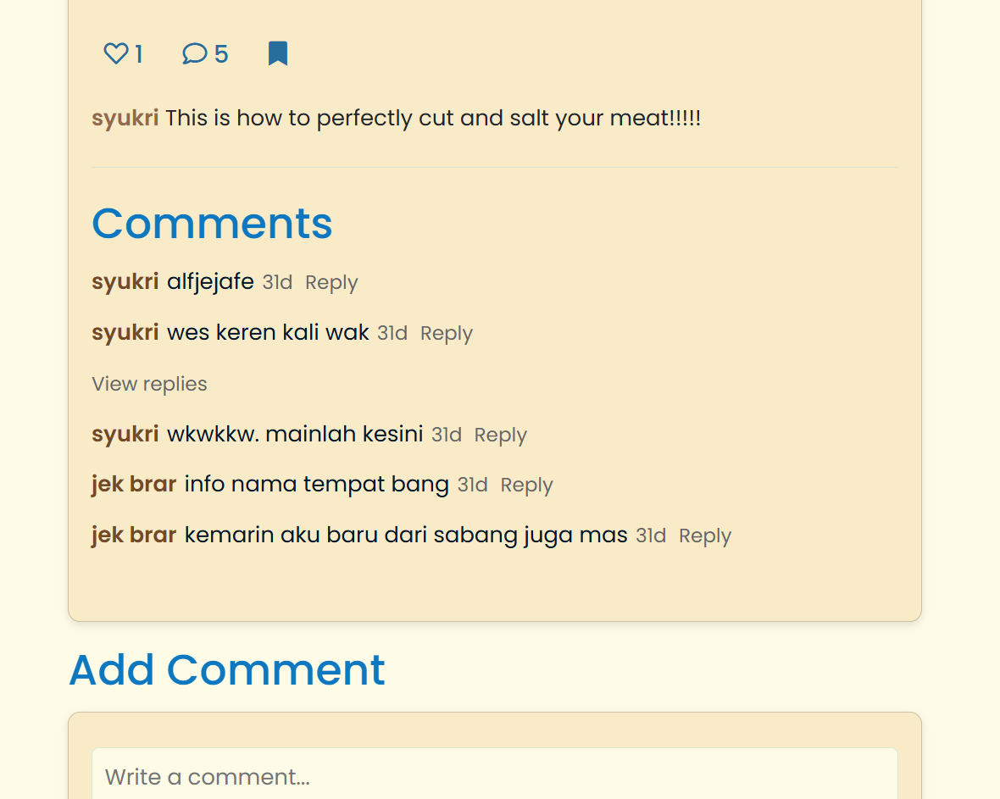 1 5
syukri This is how to perfectly cut and salt your meat!!!!!
Comments
syukri alfjejafe 31d Reply
syukri wes keren kali wak 31d Reply
View replies
syukri wkwkkw. mainlah kesini 31d Reply
jek brar info nama tempat bang 31d Reply
jek brar kemarin aku baru dari sabang juga mas 31d Reply
Add Comment
Write a comment...